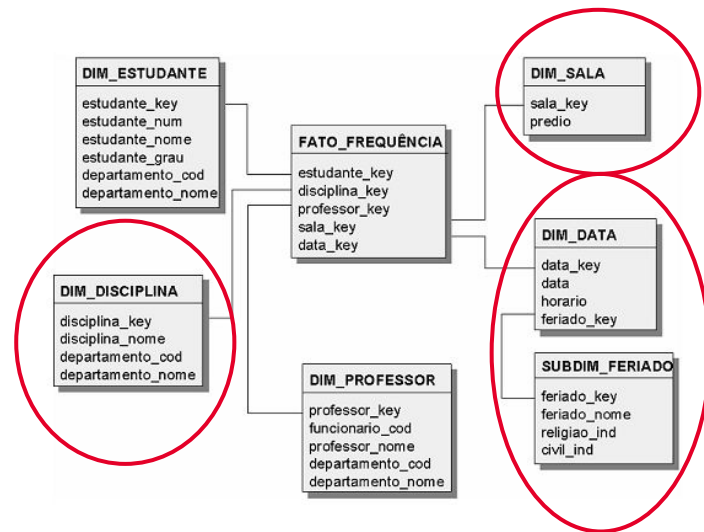 DIM_ESTUDANTE
estudante_key
estudante_num
estudante_nome
estudante_grau
departamento_cod
departamento_nome
DIM_SALA
sala_key
predio
FATO_FREQUÊNCIA
estudante_key
disciplina_key
professor_key
sala_key
data_key
DIM_DATA
data_key
data
horario
feriado_key
DIM_DISCIPLINA
disciplina_key
disciplina_nome
departamento_cod
departamento_nome
DIM_PROFESSOR
professor_key
funcionario_cod
professor_nome
departamento_cod
departamento_nome
SUBDIM_FERIADO
feriado_key
feriado_nome
religiao_ind
civil_ind